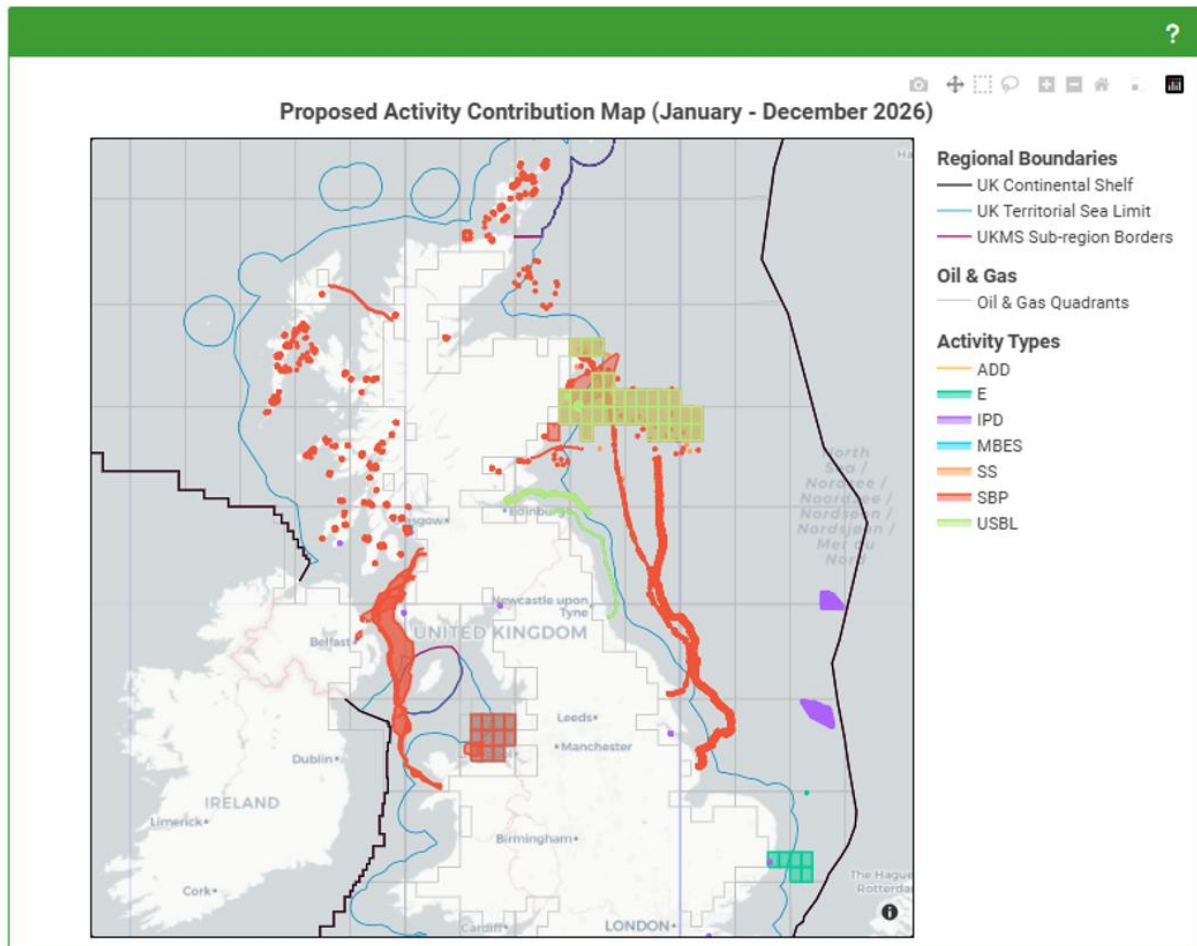 ?
Proposed Activity Contribution Map (January - December 2026)
Regional Boundaries
UK Continental Shelf
UK Territorial Sea Limit
UKMS Sub-region Borders
Oil & Gas
Oil & Gas Quadrants
Activity Types
ADD
E
IPD
MBES
SS
SBP
USBL
North
Sea /
Nordsee /
Noordzee /
Nordsøen /
Nordsjøen /
Mer du
Nord
Edinburgh
Newcastle upon
Tyne
Belfast
UNITED KINGDOM
Leeds
Manchester
Dublin
IRELAND
Limerick
Birmingham
Cork
The Hague
Cardiff
LONDON